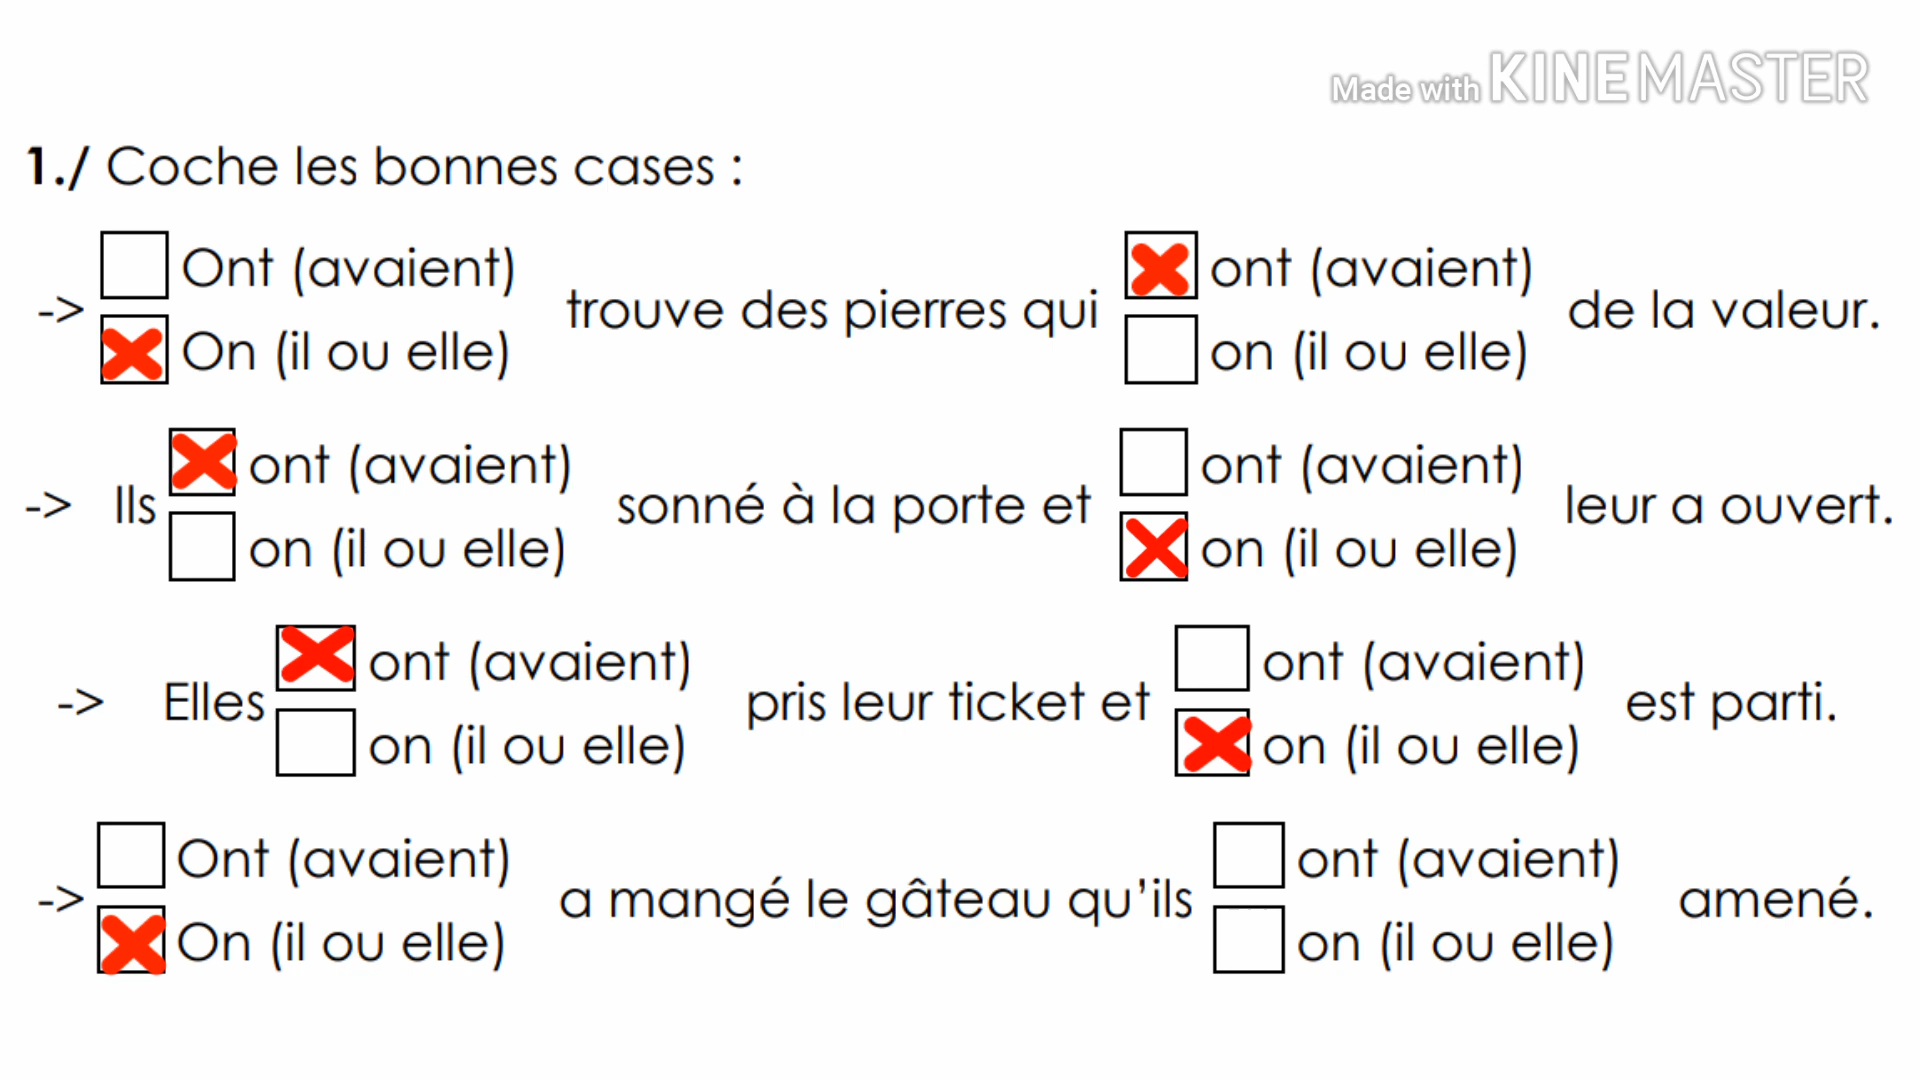 Made with KINEMASTER
1./ Coche les bonnes cases :
Ont (avaient)
-> trouve des pierres qui
On (il ou elle)
ont (avaient)
de la valeur.
on (il ou elle)
-> Ils
ont (avaient)
on (il ou elle)
sonné à la porte et
ont (avaient)
on (il ou elle)
leur a ouvert.
-> Elles
ont (avaient)
on (il ou elle)
pris leur ticket et
ont (avaient)
on (il ou elle)
est parti.
->
Ont (avaient)
On (il ou elle)
a mangé le gâteau qu’ils
ont (avaient)
on (il ou elle)
amené.